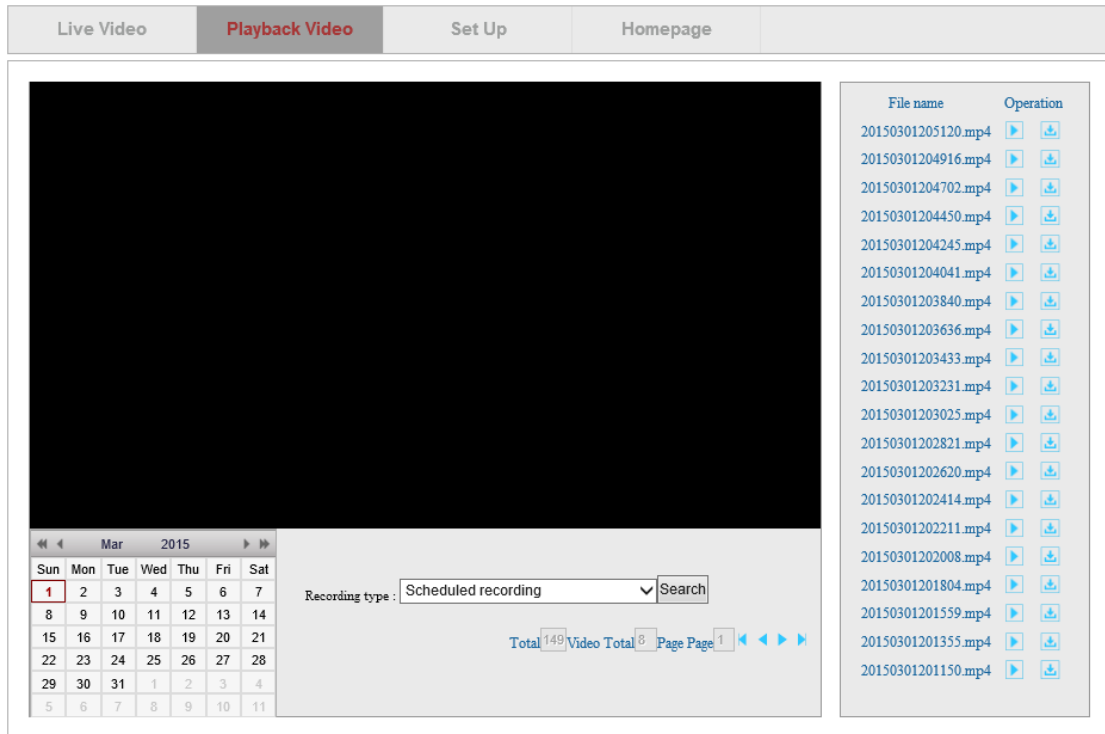 Live Video Playback Video Set Up Homepage
File name Operation
20150301205120.mp4
20150301204916.mp4
20150301204702.mp4
20150301204450.mp4
20150301204245.mp4
20150301204041.mp4
20150301203840.mp4
20150301203636.mp4
20150301203433.mp4
20150301203231.mp4
20150301203025.mp4
20150301202821.mp4
20150301202620.mp4
20150301202414.mp4
20150301202211.mp4
20150301202008.mp4
20150301201804.mp4
20150301201559.mp4
20150301201355.mp4
20150301201150.mp4
Mar 2015
Sun Mon Tue Wed Thu Fri Sat
1 2 3 4 5 6 7
8 9 10 11 12 13 14
15 16 17 18 19 20 21
22 23 24 25 26 27 28
29 30 31 1 2 3 4
5 6 7 8 9 10 11
Recording type : Scheduled recording Search
Total 149 Video Total 8 Page Page 1